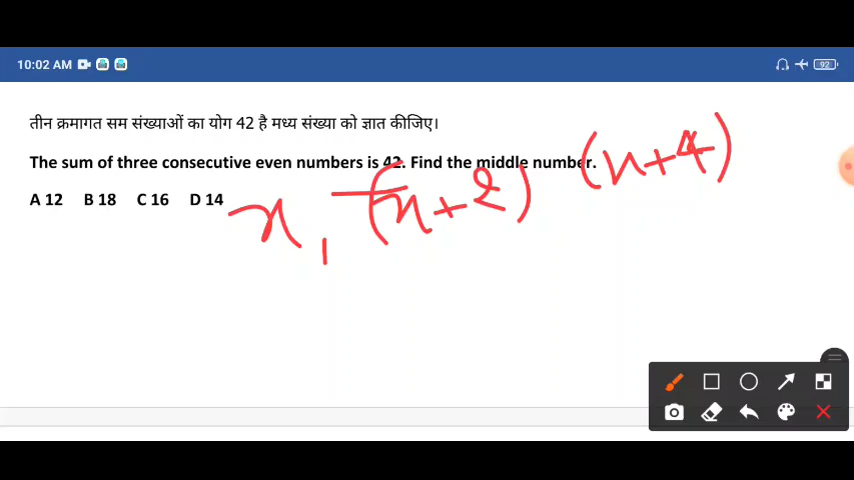 10:02 AM 92
तीन क्रमागत सम संख्याओं का योग 42 है मध्य संख्या को ज्ञात कीजिए।
The sum of three consecutive even numbers is 42. Find the middle number.
A 12 B 18 C 16 D 14
x, (x+2) (x+4)